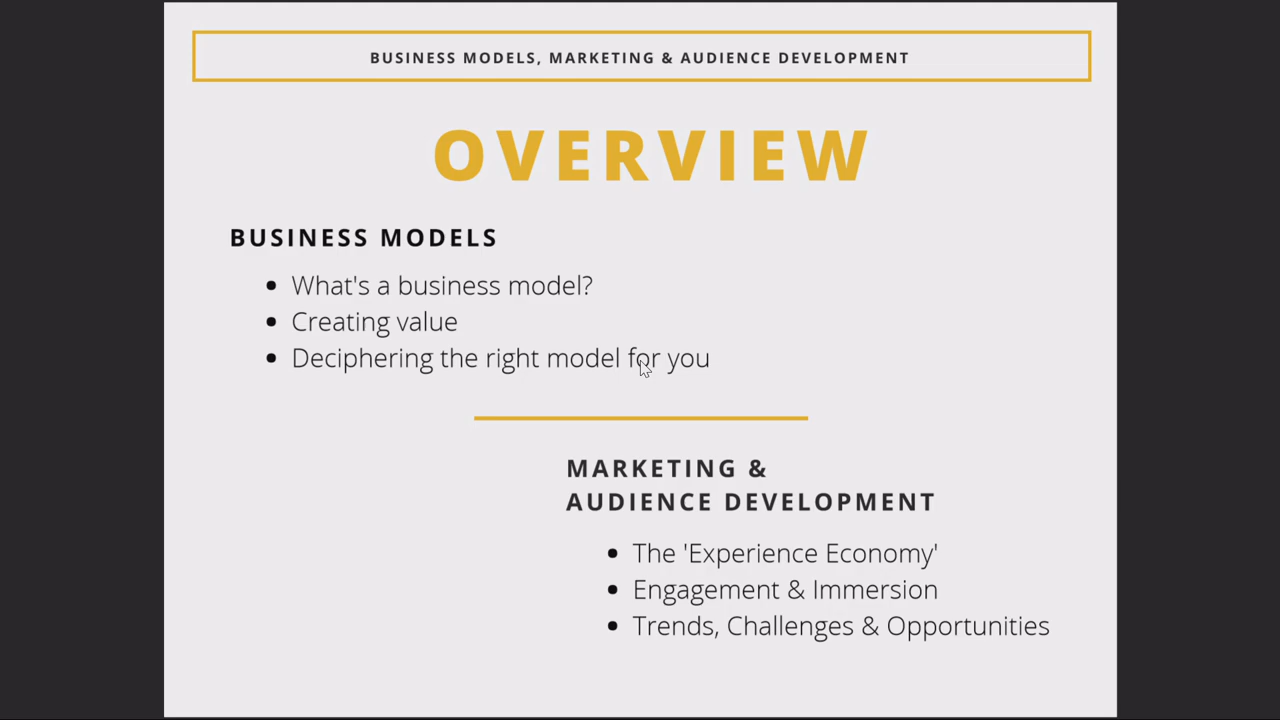 BUSINESS MODELS, MARKETING & AUDIENCE DEVELOPMENT
OVERVIEW
BUSINESS MODELS
• What's a business model?
• Creating value
• Deciphering the right model for you
MARKETING &
AUDIENCE DEVELOPMENT
• The 'Experience Economy'
• Engagement & Immersion
• Trends, Challenges & Opportunities